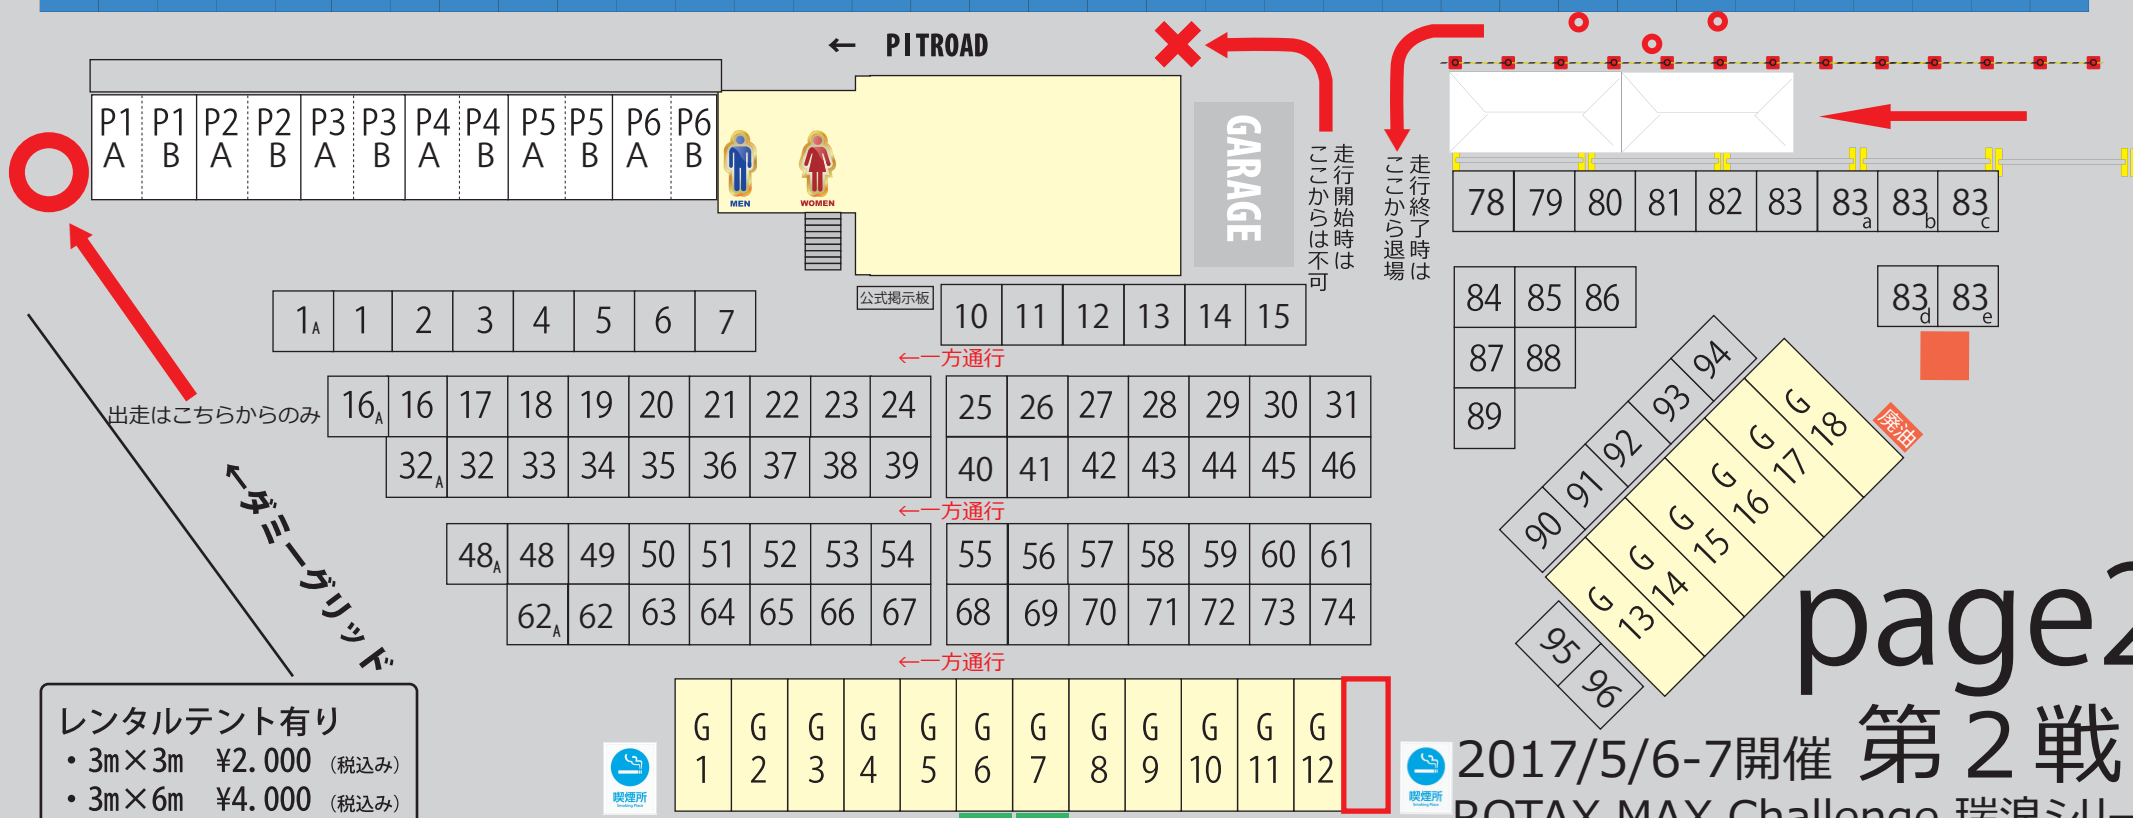 ← PITROAD
P1 A P1 B P2 A P2 B P3 A P3 B P4 A P4 B P5 A P5 B P6 A P6 B
MEN WOMEN
GARAGE
走行開始時は
ここからは不可
走行終了時は
ここから退場
78 79 80 81 82 83 83a 83b 83c
84 85 86
83d 83e
87 88
89
公式掲示板
1A 1 2 3 4 5 6 7
10 11 12 13 14 15
←一方通行
出走はこちらからのみ
16A 16 17 18 19 20 21 22 23 24 25 26 27 28 29 30 31
32A 32 33 34 35 36 37 38 39 40 41 42 43 44 45 46
←一方通行
←ダミーグリッド
48A 48 49 50 51 52 53 54 55 56 57 58 59 60 61
62A 62 63 64 65 66 67 68 69 70 71 72 73 74
←一方通行
90 91 92 93 94
G13 G14 G15 G16 G17 G18
廃油
95 96
G1 G2 G3 G4 G5 G6 G7 G8 G9 G10 G11 G12
喫煙所
Smoking Place
喫煙所
Smoking Place
レンタルテント有り
・3m×3m ¥2.000 (税込み)
・3m×6m ¥4.000 (税込み)
page2
2017/5/6-7開催 第2戦
ROTAX MAX Challenge 瑞浪シリー